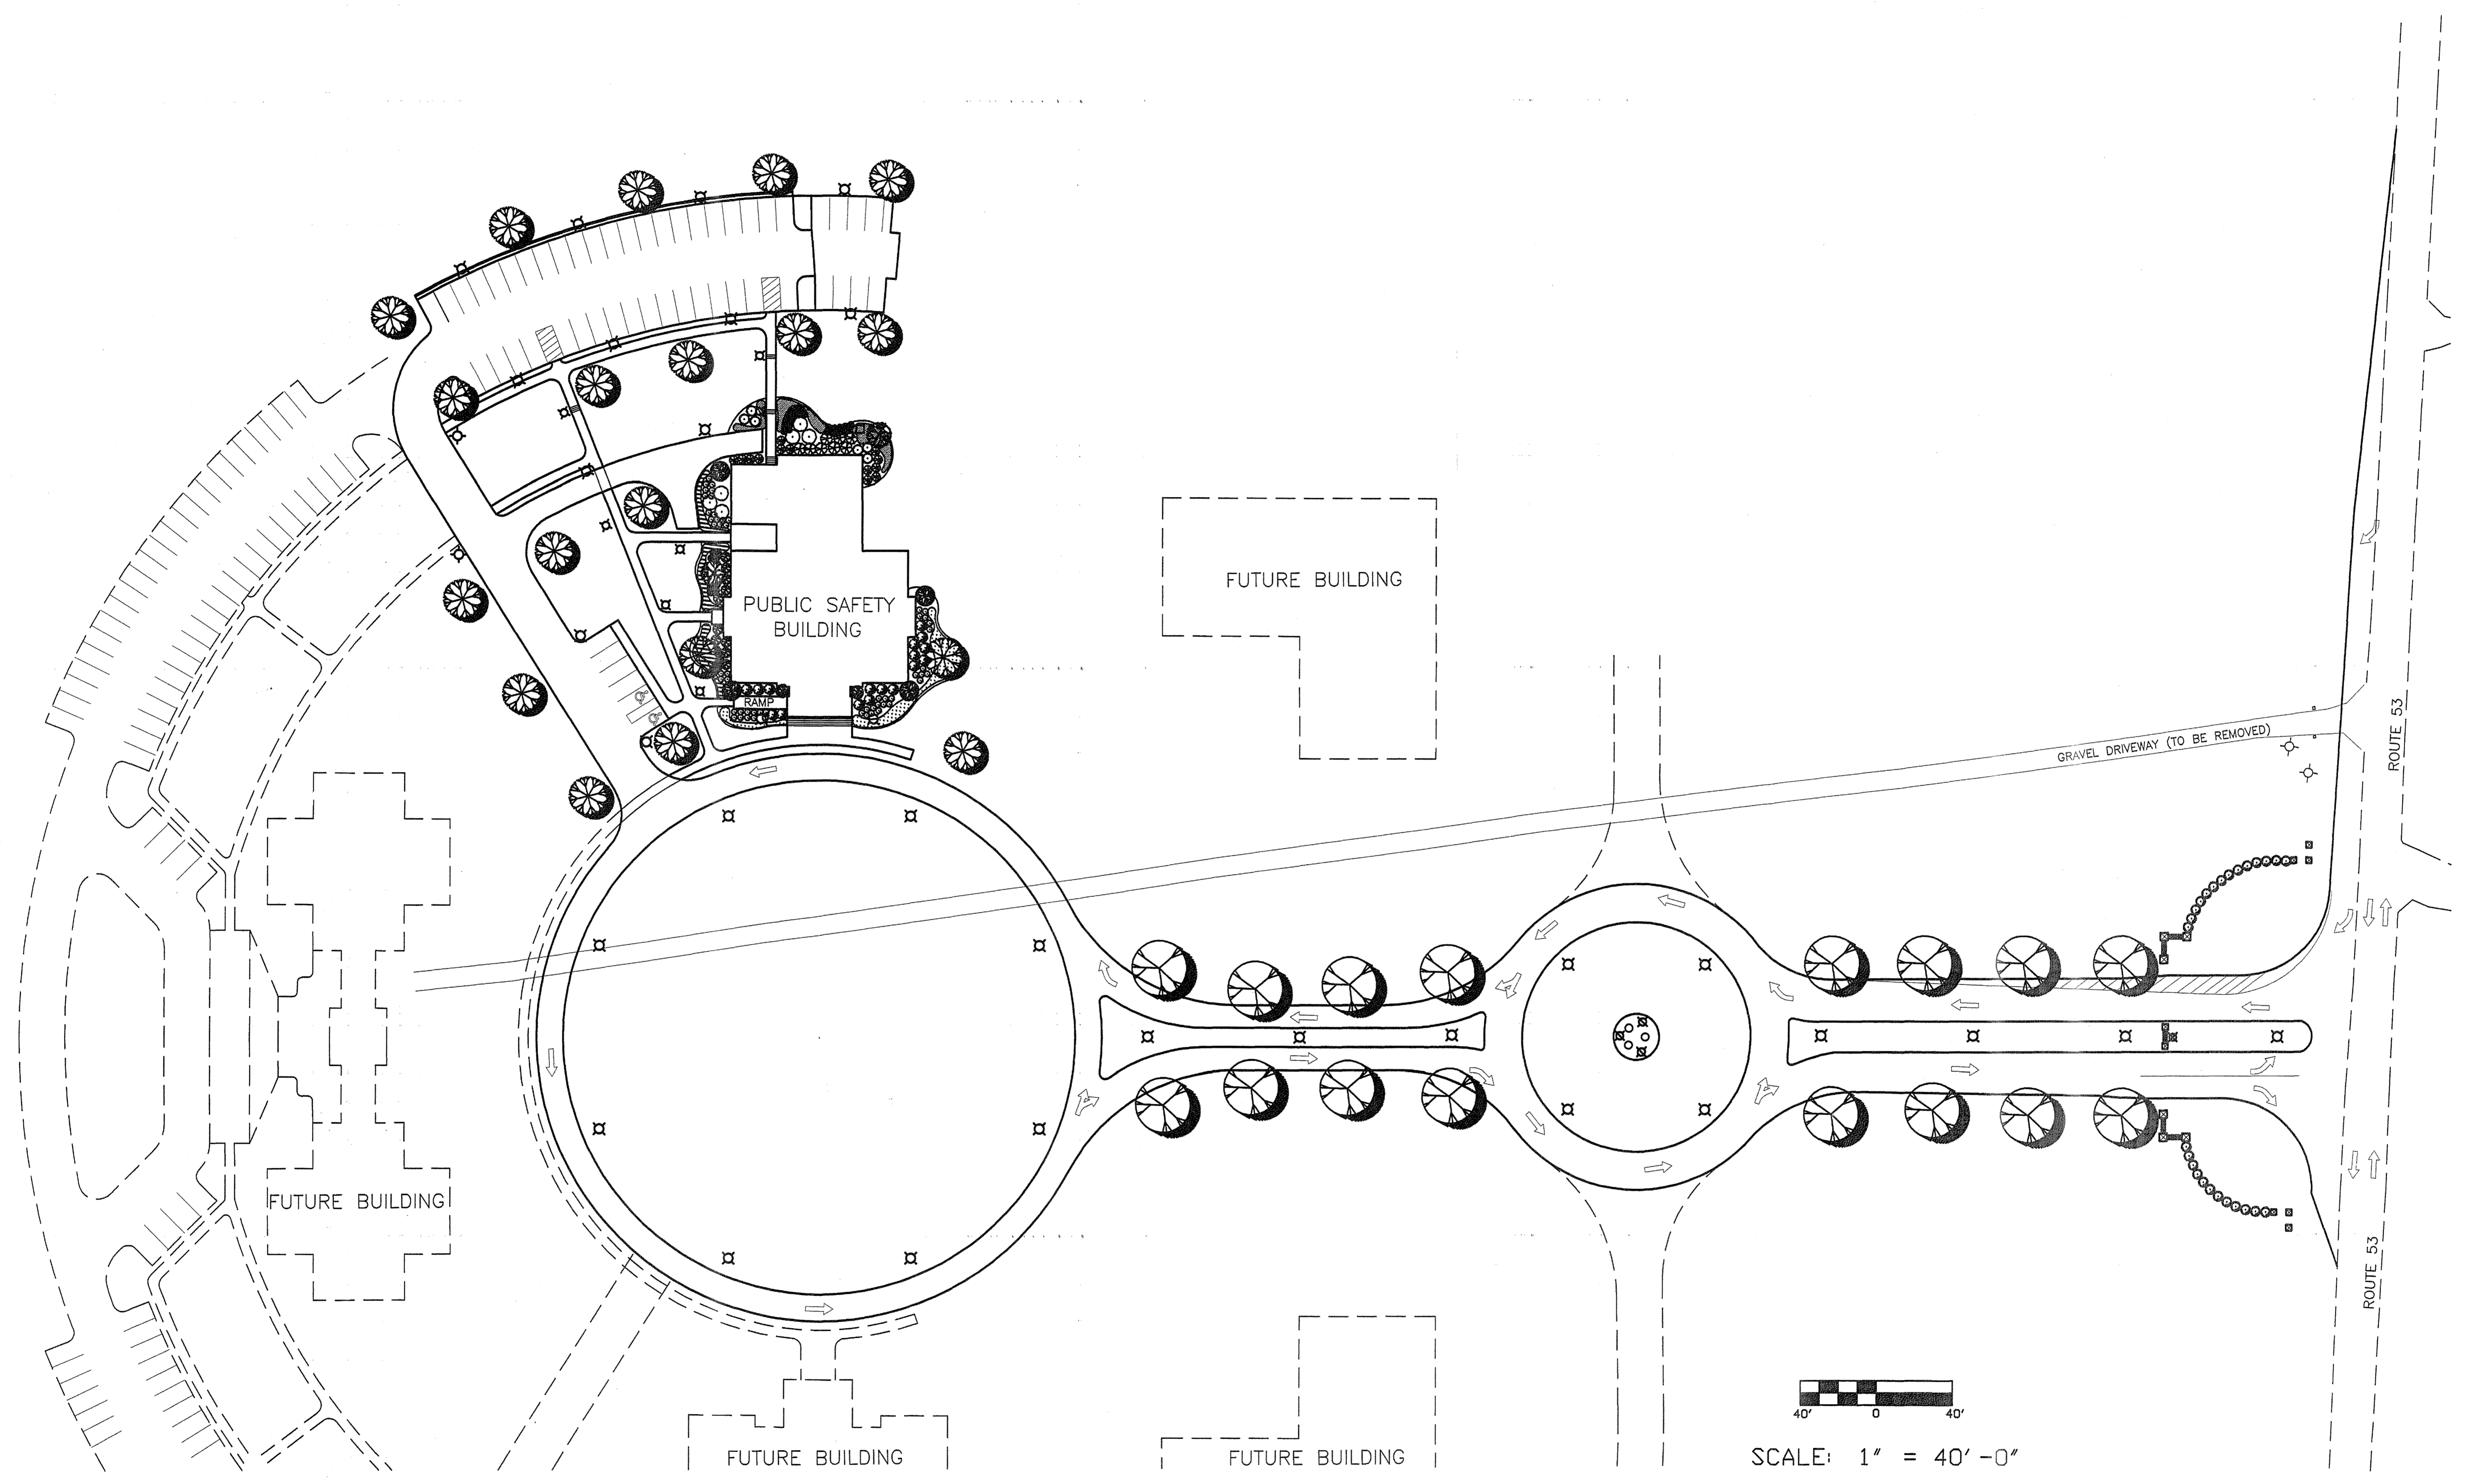 FUTURE BUILDING
PUBLIC SAFETY
BUILDING
RAMP
ROUTE 53
GRAVEL DRIVEWAY (TO BE REMOVED)
FUTURE BUILDING
ROUTE 53
40' 0 40'
FUTURE BUILDING
FUTURE BUILDING
SCALE: 1" = 40'-0"